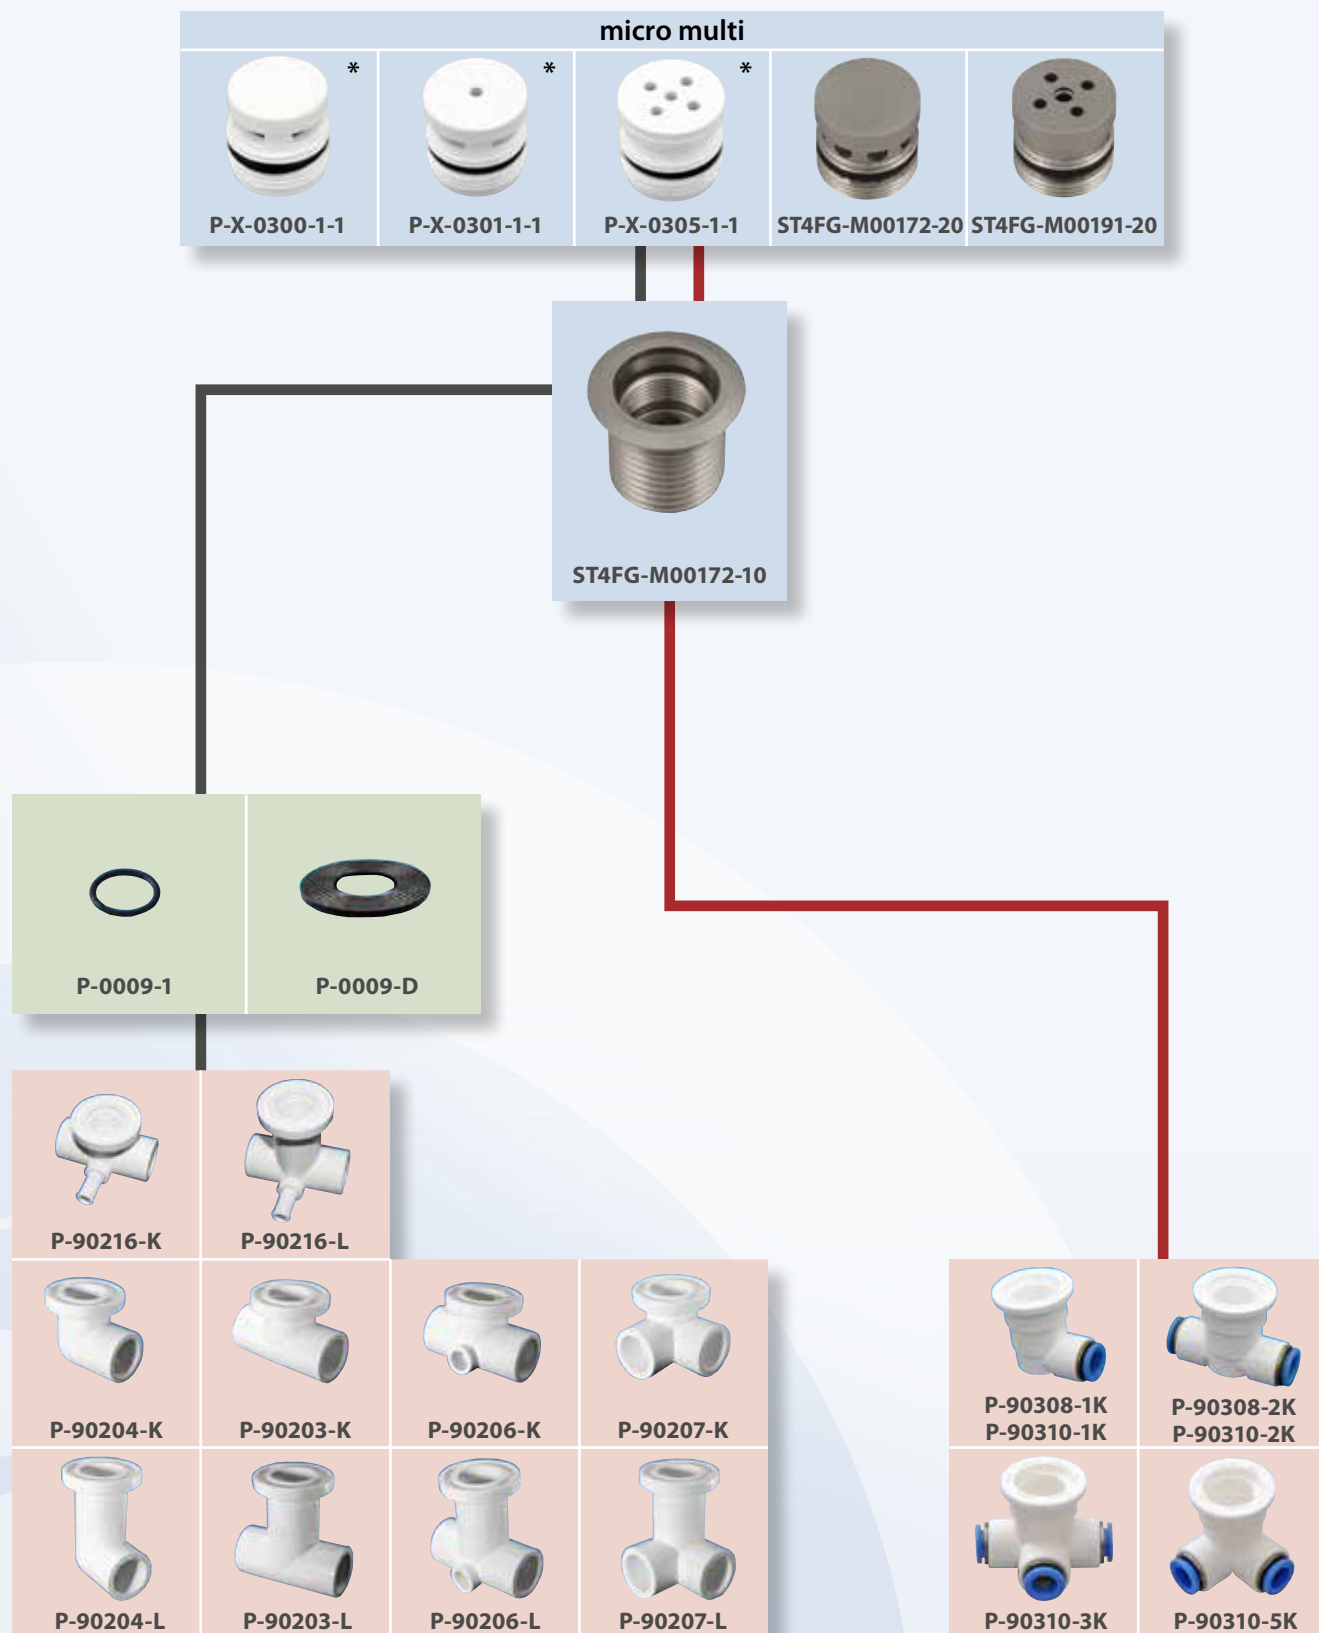 micro multi
* * *
P-X-0300-1-1 P-X-0301-1-1 P-X-0305-1-1 ST4FG-M00172-20 ST4FG-M00191-20
ST4FG-M00172-10
P-0009-1 P-0009-D
P-90216-K P-90216-L
P-90204-K P-90203-K P-90206-K P-90207-K
P-90308-1K P-90308-2K
P-90310-1K P-90310-2K
P-90204-L P-90203-L P-90206-L P-90207-L
P-90310-3K P-90310-5K